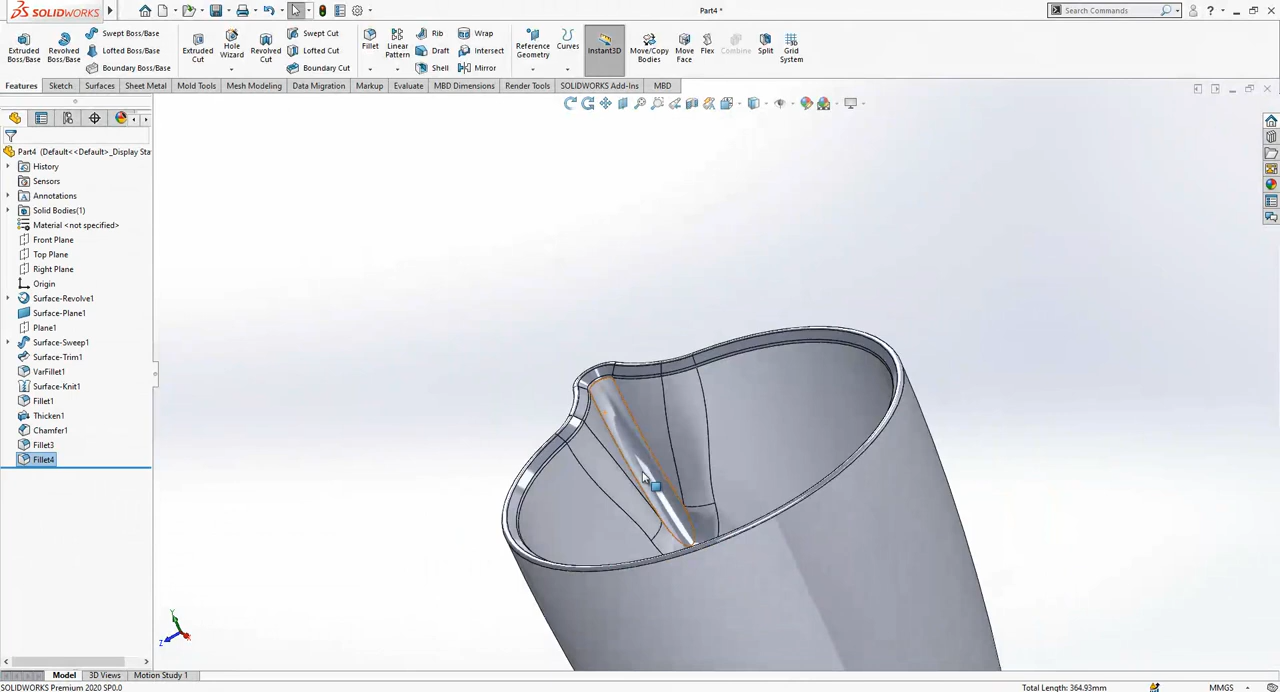 SOLIDWORKS
Part4 *
Search Commands
Extruded Boss/Base
Revolved Boss/Base
Swept Boss/Base
Lofted Boss/Base
Boundary Boss/Base
Extruded Cut
Hole Wizard
Revolved Cut
Swept Cut
Lofted Cut
Boundary Cut
Fillet
Linear Pattern
Rib
Draft
Shell
Wrap
Intersect
Mirror
Reference Geometry
Curves
Instant3D
Move/Copy Bodies
Move Face
Flex
Combine
Split
Grid System
Features
Sketch
Surfaces
Sheet Metal
Mold Tools
Mesh Modeling
Data Migration
Markup
Evaluate
MBD Dimensions
Render Tools
SOLIDWORKS Add-Ins
MBD
Part4 (Default<<Default>_Display Sta
History
Sensors
Annotations
Solid Bodies(1)
Material <not specified>
Front Plane
Top Plane
Right Plane
Origin
Surface-Revolve1
Surface-Plane1
Plane1
Surface-Sweep1
Surface-Trim1
VarFillet1
Surface-Knit1
Fillet1
Thicken1
Chamfer1
Fillet3
Fillet4
Y
Z
Model
3D Views
Motion Study 1
SOLIDWORKS Premium 2020 SP0.0
Total Length: 364.93mm
MMGS